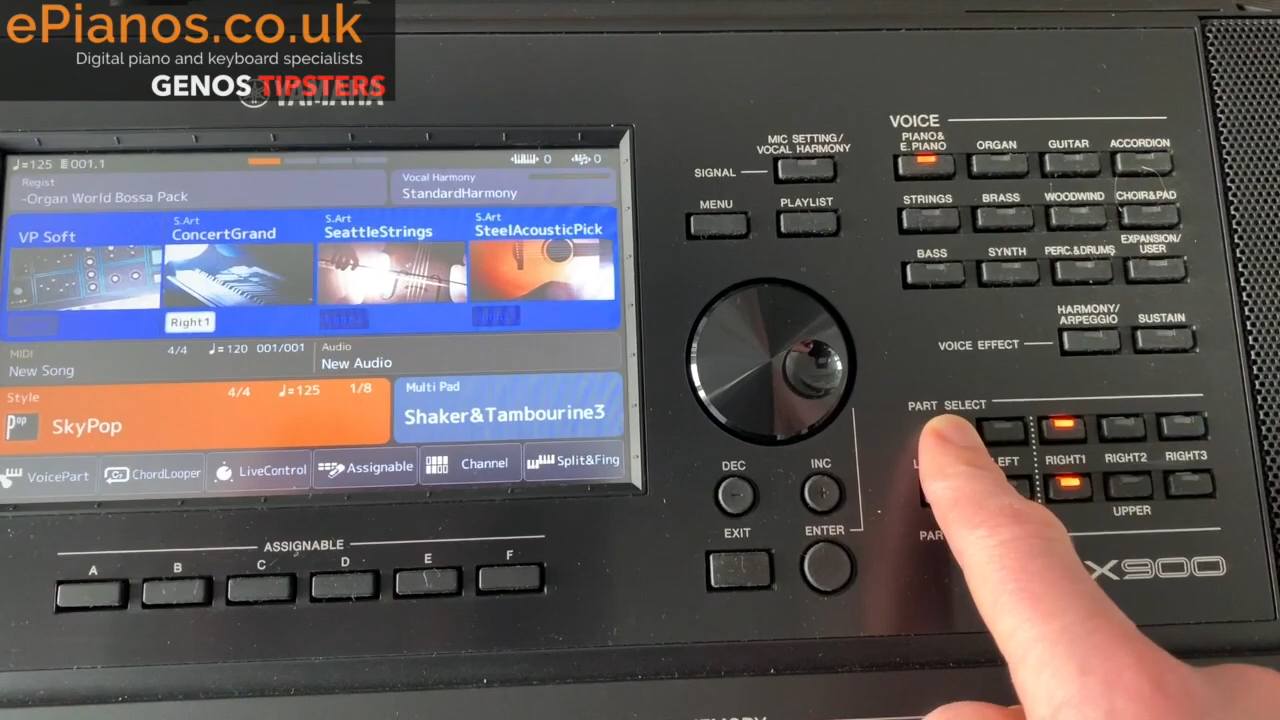 ePianos.co.uk
Digital piano and keyboard specialists
GENOS TIPSTERS
YAMAHA
♩=125 001.1
0 0
Regist
-Organ World Bossa Pack
Vocal Harmony
StandardHarmony
VP Soft
S.Art
ConcertGrand
S.Art
SeattleStrings
S.Art
SteelAcousticPick
Right1
MIDI
New Song
4/4 ♩=120 001/001
Audio
New Audio
Style
4/4 ♩=125 1/8
Pop
SkyPop
Multi Pad
Shaker&Tambourine3
VoicePart
ChordLooper
LiveControl
Assignable
Channel
Split&Fing
ASSIGNABLE
A B C D E F
MIC SETTING/
VOCAL HARMONY
SIGNAL
MENU
PLAYLIST
DEC
INC
EXIT
ENTER
VOICE
PIANO&
E.PIANO
ORGAN
GUITAR
ACCORDION
STRINGS
BRASS
WOODWIND
CHOIR&PAD
BASS
SYNTH
PERC.&DRUMS
EXPANSION/
USER
VOICE EFFECT
HARMONY/
ARPEGGIO
SUSTAIN
PART SELECT
RIGHT1
RIGHT2
RIGHT3
UPPER
X900